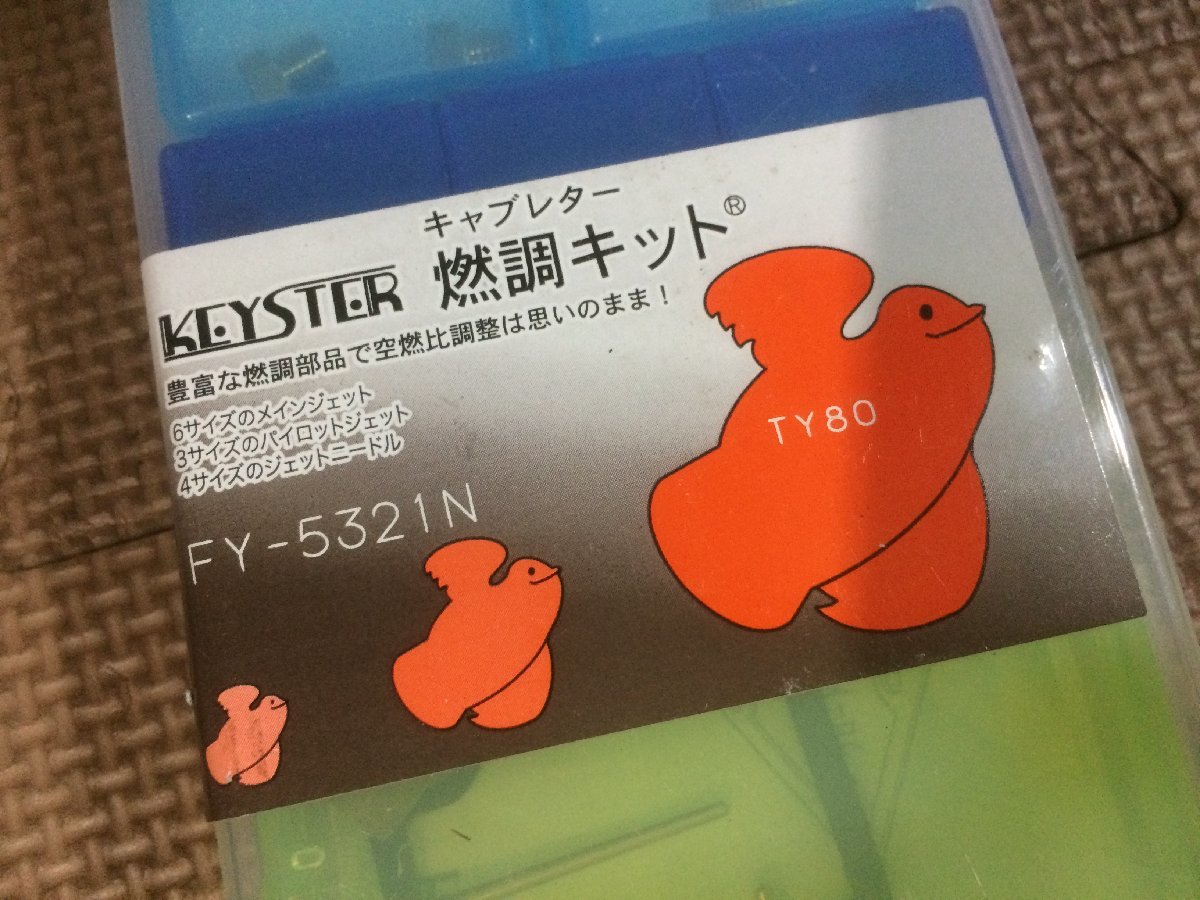 キャブレター
KEYSTER 燃調キット®
豊富な燃調部品で空燃比調整は思いのまま！
6サイズのメインジェット
3サイズのパイロットジェット
4サイズのジェットニードル
FY-5321N
TY80